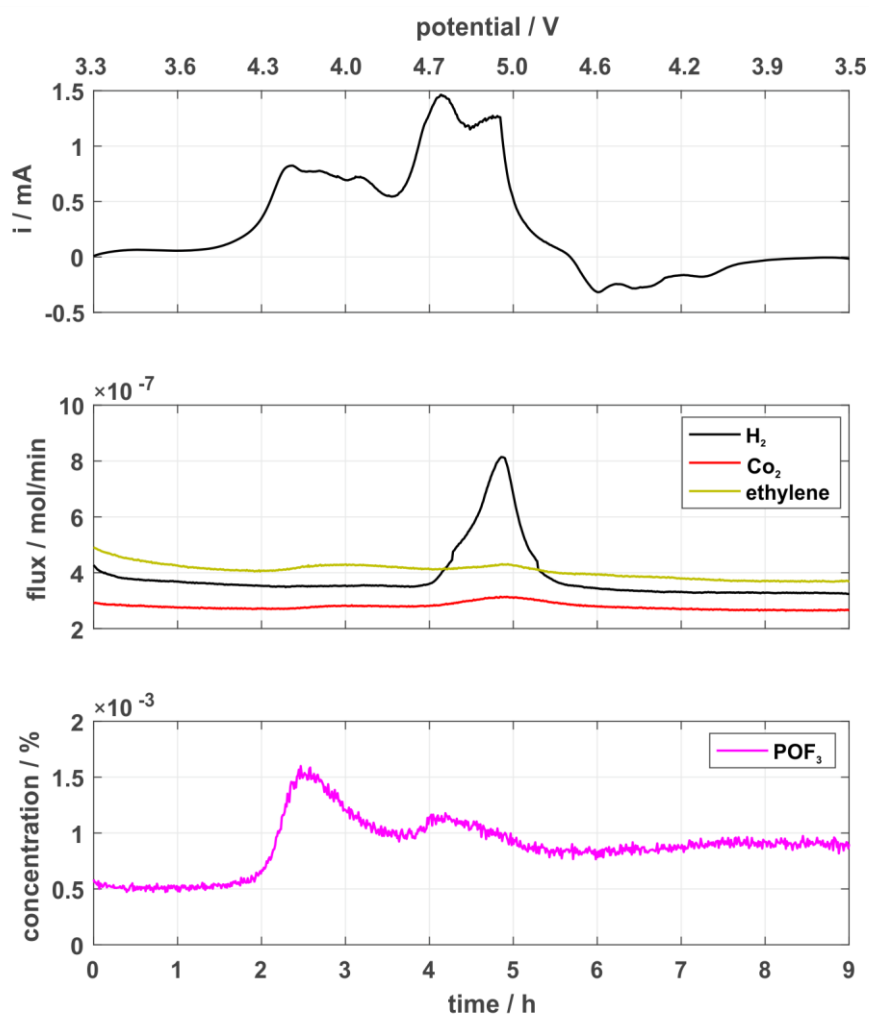 potential / V
3.3 3.6 4.3 4.0 4.7 5.0 4.6 4.2 3.9 3.5
1.5
1
0.5
0
-0.5
i / mA
×10 -7
10
8
6
4
2
flux / mol/min
H₂
Co₂
ethylene
×10 -3
2
1.5
1
0.5
0
concentration / %
POF₃
0 1 2 3 4 5 6 7 8 9
time / h